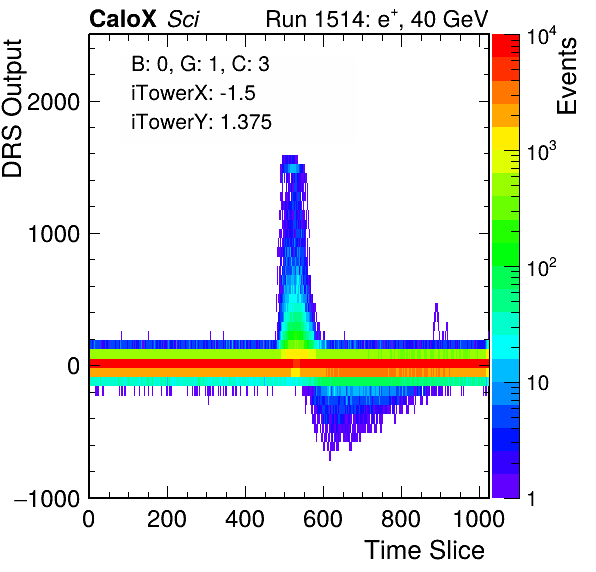 CaloX Sci Run 1514: e⁺, 40 GeV
B: 0, G: 1, C: 3
iTowerX: -1.5
iTowerY: 1.375
DRS Output
2000
1000
0
−1000
0 200 400 600 800 1000
Time Slice
Events
10⁴
10³
10²
10
1